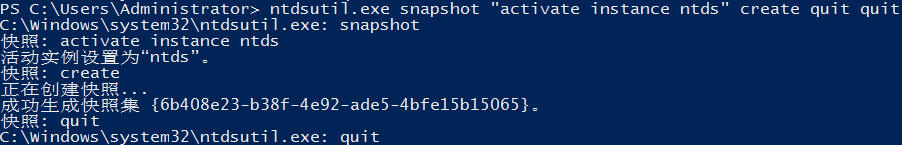 PS C:\Users\Administrator> ntdsutil.exe snapshot "activate instance ntds" create quit quit
C:\Windows\system32\ntdsutil.exe: snapshot
快照: activate instance ntds
活动实例设置为“ntds”。
快照: create
正在创建快照...
成功生成快照集 {6b408e23-b38f-4e92-ade5-4bfe15b15065}。
快照: quit
C:\Windows\system32\ntdsutil.exe: quit